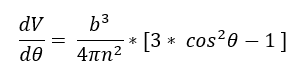 dV/dθ = b³/4πn² * [3 * cos²θ − 1 ]